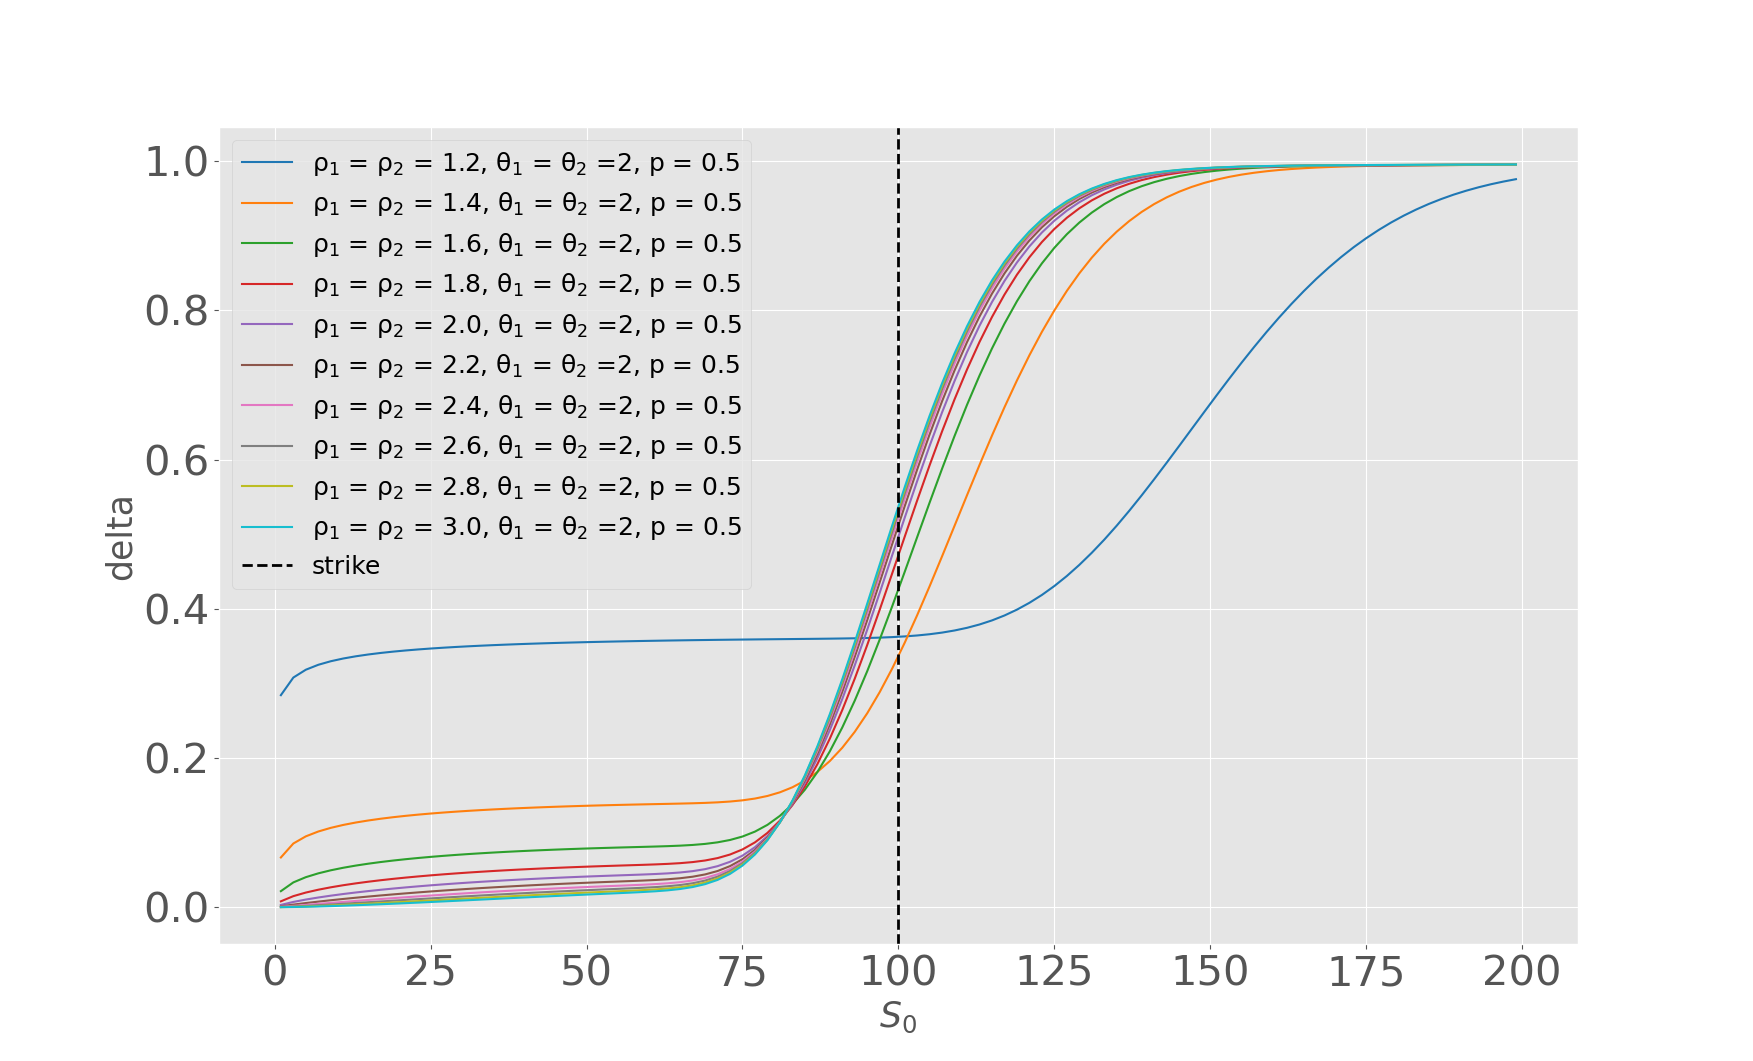 1.0
0.8
0.6
0.4
0.2
0.0
delta
ρ₁ = ρ₂ = 1.2, θ₁ = θ₂ =2, p = 0.5
ρ₁ = ρ₂ = 1.4, θ₁ = θ₂ =2, p = 0.5
ρ₁ = ρ₂ = 1.6, θ₁ = θ₂ =2, p = 0.5
ρ₁ = ρ₂ = 1.8, θ₁ = θ₂ =2, p = 0.5
ρ₁ = ρ₂ = 2.0, θ₁ = θ₂ =2, p = 0.5
ρ₁ = ρ₂ = 2.2, θ₁ = θ₂ =2, p = 0.5
ρ₁ = ρ₂ = 2.4, θ₁ = θ₂ =2, p = 0.5
ρ₁ = ρ₂ = 2.6, θ₁ = θ₂ =2, p = 0.5
ρ₁ = ρ₂ = 2.8, θ₁ = θ₂ =2, p = 0.5
ρ₁ = ρ₂ = 3.0, θ₁ = θ₂ =2, p = 0.5
strike
0 25 50 75 100 125 150 175 200
S₀